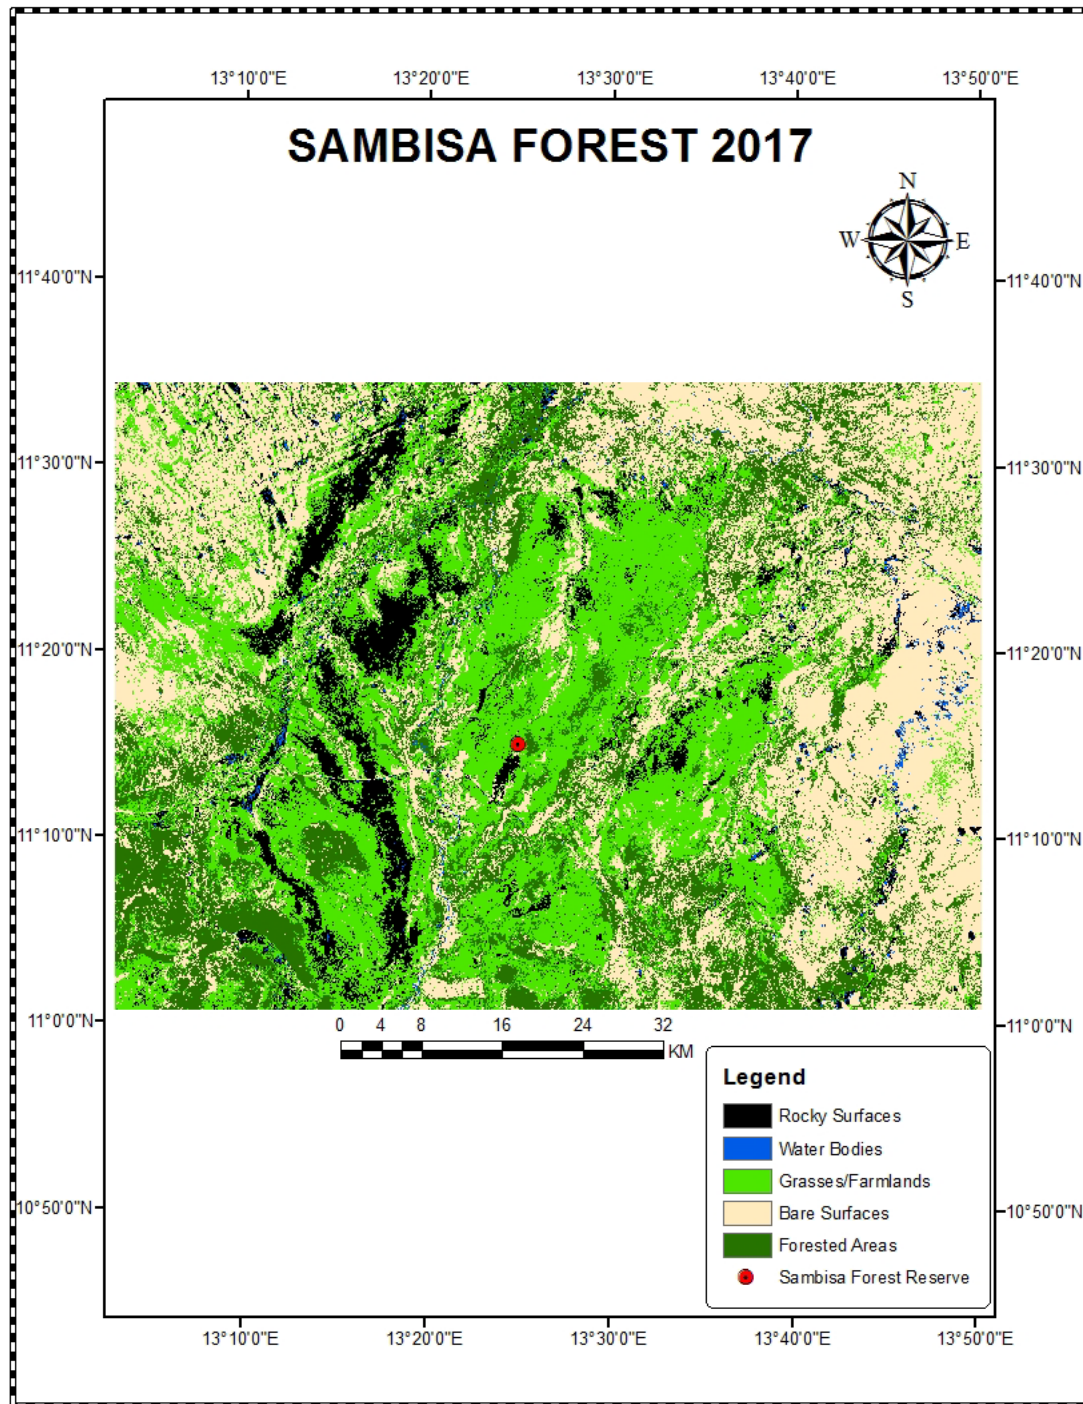 13°10'0"E 13°20'0"E 13°30'0"E 13°40'0"E 13°50'0"E
SAMBISA FOREST 2017
N
W E
S
11°40'0"N 11°40'0"N
11°30'0"N 11°30'0"N
11°20'0"N 11°20'0"N
11°10'0"N 11°10'0"N
11°0'0"N 11°0'0"N
0 4 8 16 24 32
KM
Legend
Rocky Surfaces
Water Bodies
Grasses/Farmlands
Bare Surfaces
Forested Areas
Sambisa Forest Reserve
10°50'0"N 10°50'0"N
13°10'0"E 13°20'0"E 13°30'0"E 13°40'0"E 13°50'0"E